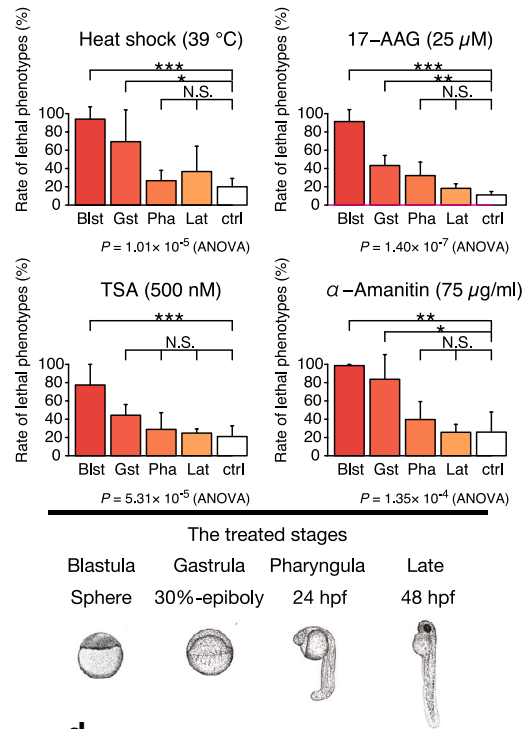 Heat shock (39 °C)
***
*
N.S.
Rate of lethal phenotypes (%)
100
80
60
40
20
0
Blst Gst Pha Lat ctrl
P = 1.01× 10-5 (ANOVA)
17–AAG (25 µM)
***
**
N.S.
Rate of lethal phenotypes (%)
100
80
60
40
20
0
Blst Gst Pha Lat ctrl
P = 1.40× 10-7 (ANOVA)
TSA (500 nM)
***
N.S.
Rate of lethal phenotypes (%)
100
80
60
40
20
0
Blst Gst Pha Lat ctrl
P = 5.31× 10-5 (ANOVA)
α–Amanitin (75 µg/ml)
**
*
N.S.
Rate of lethal phenotypes (%)
100
80
60
40
20
0
Blst Gst Pha Lat ctrl
P = 1.35× 10-4 (ANOVA)
The treated stages
Blastula Gastrula Pharyngula Late
Sphere 30%-epiboly 24 hpf 48 hpf